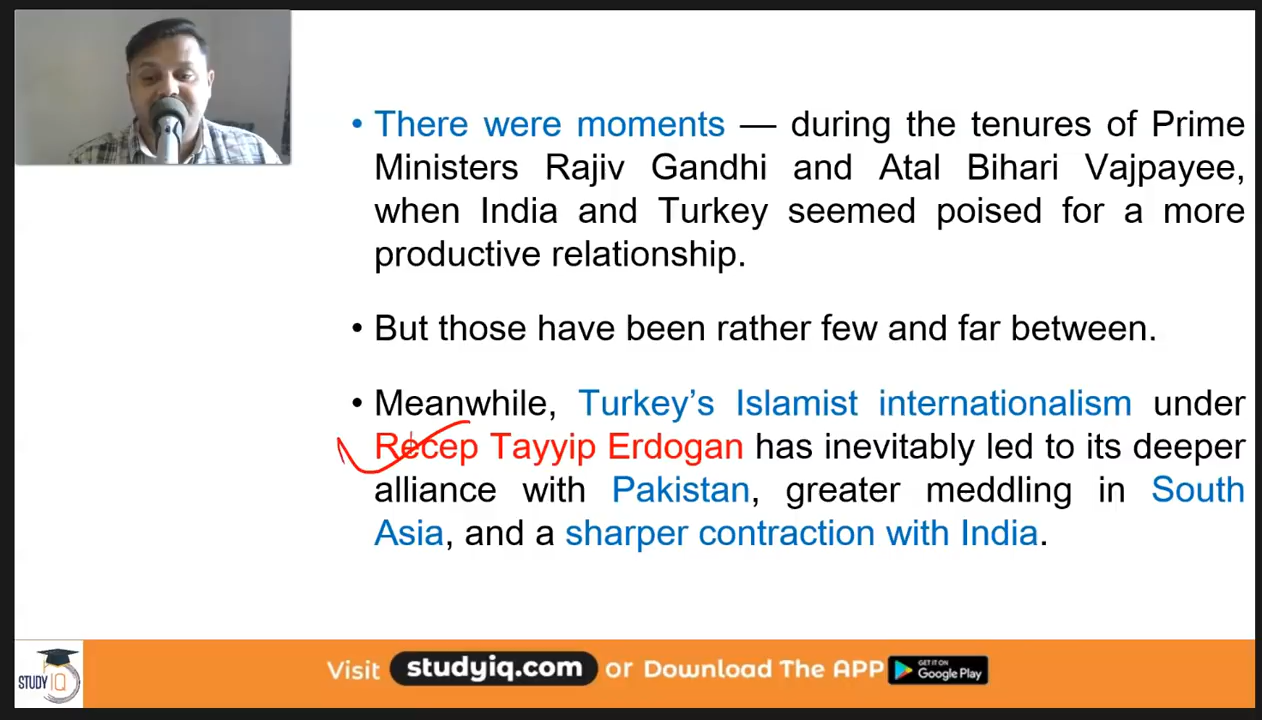 • There were moments — during the tenures of Prime
Ministers Rajiv Gandhi and Atal Bihari Vajpayee,
when India and Turkey seemed poised for a more
productive relationship.
• But those have been rather few and far between.
• Meanwhile, Turkey's Islamist internationalism under
Recep Tayyip Erdogan has inevitably led to its deeper
alliance with Pakistan, greater meddling in South
Asia, and a sharper contraction with India.
STUDY IQ
Visit studyiq.com or Download The APP
GET IT ON
Google Play